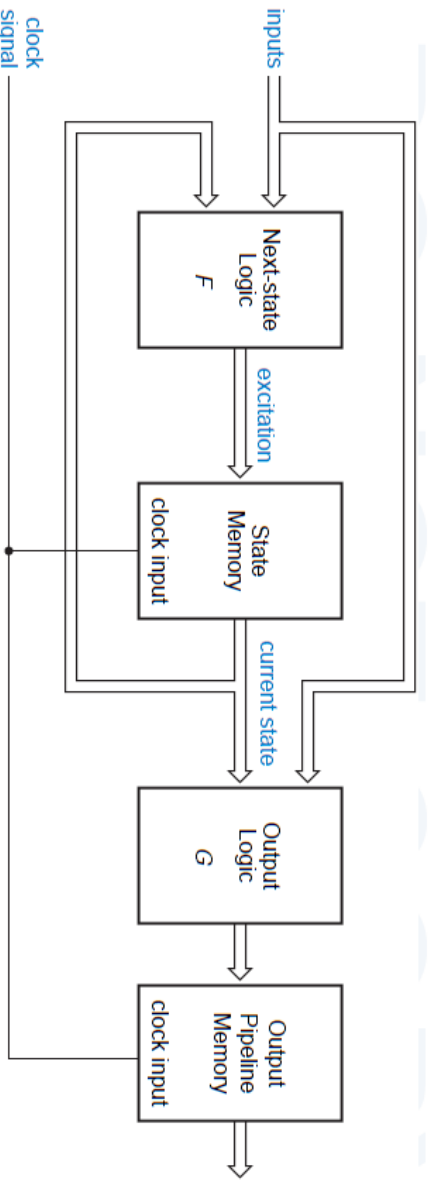 inputs
Next-state
Logic
F
excitation
State
Memory
clock input
current state
Output
Logic
G
Output
Pipeline
Memory
clock input
clock
signal